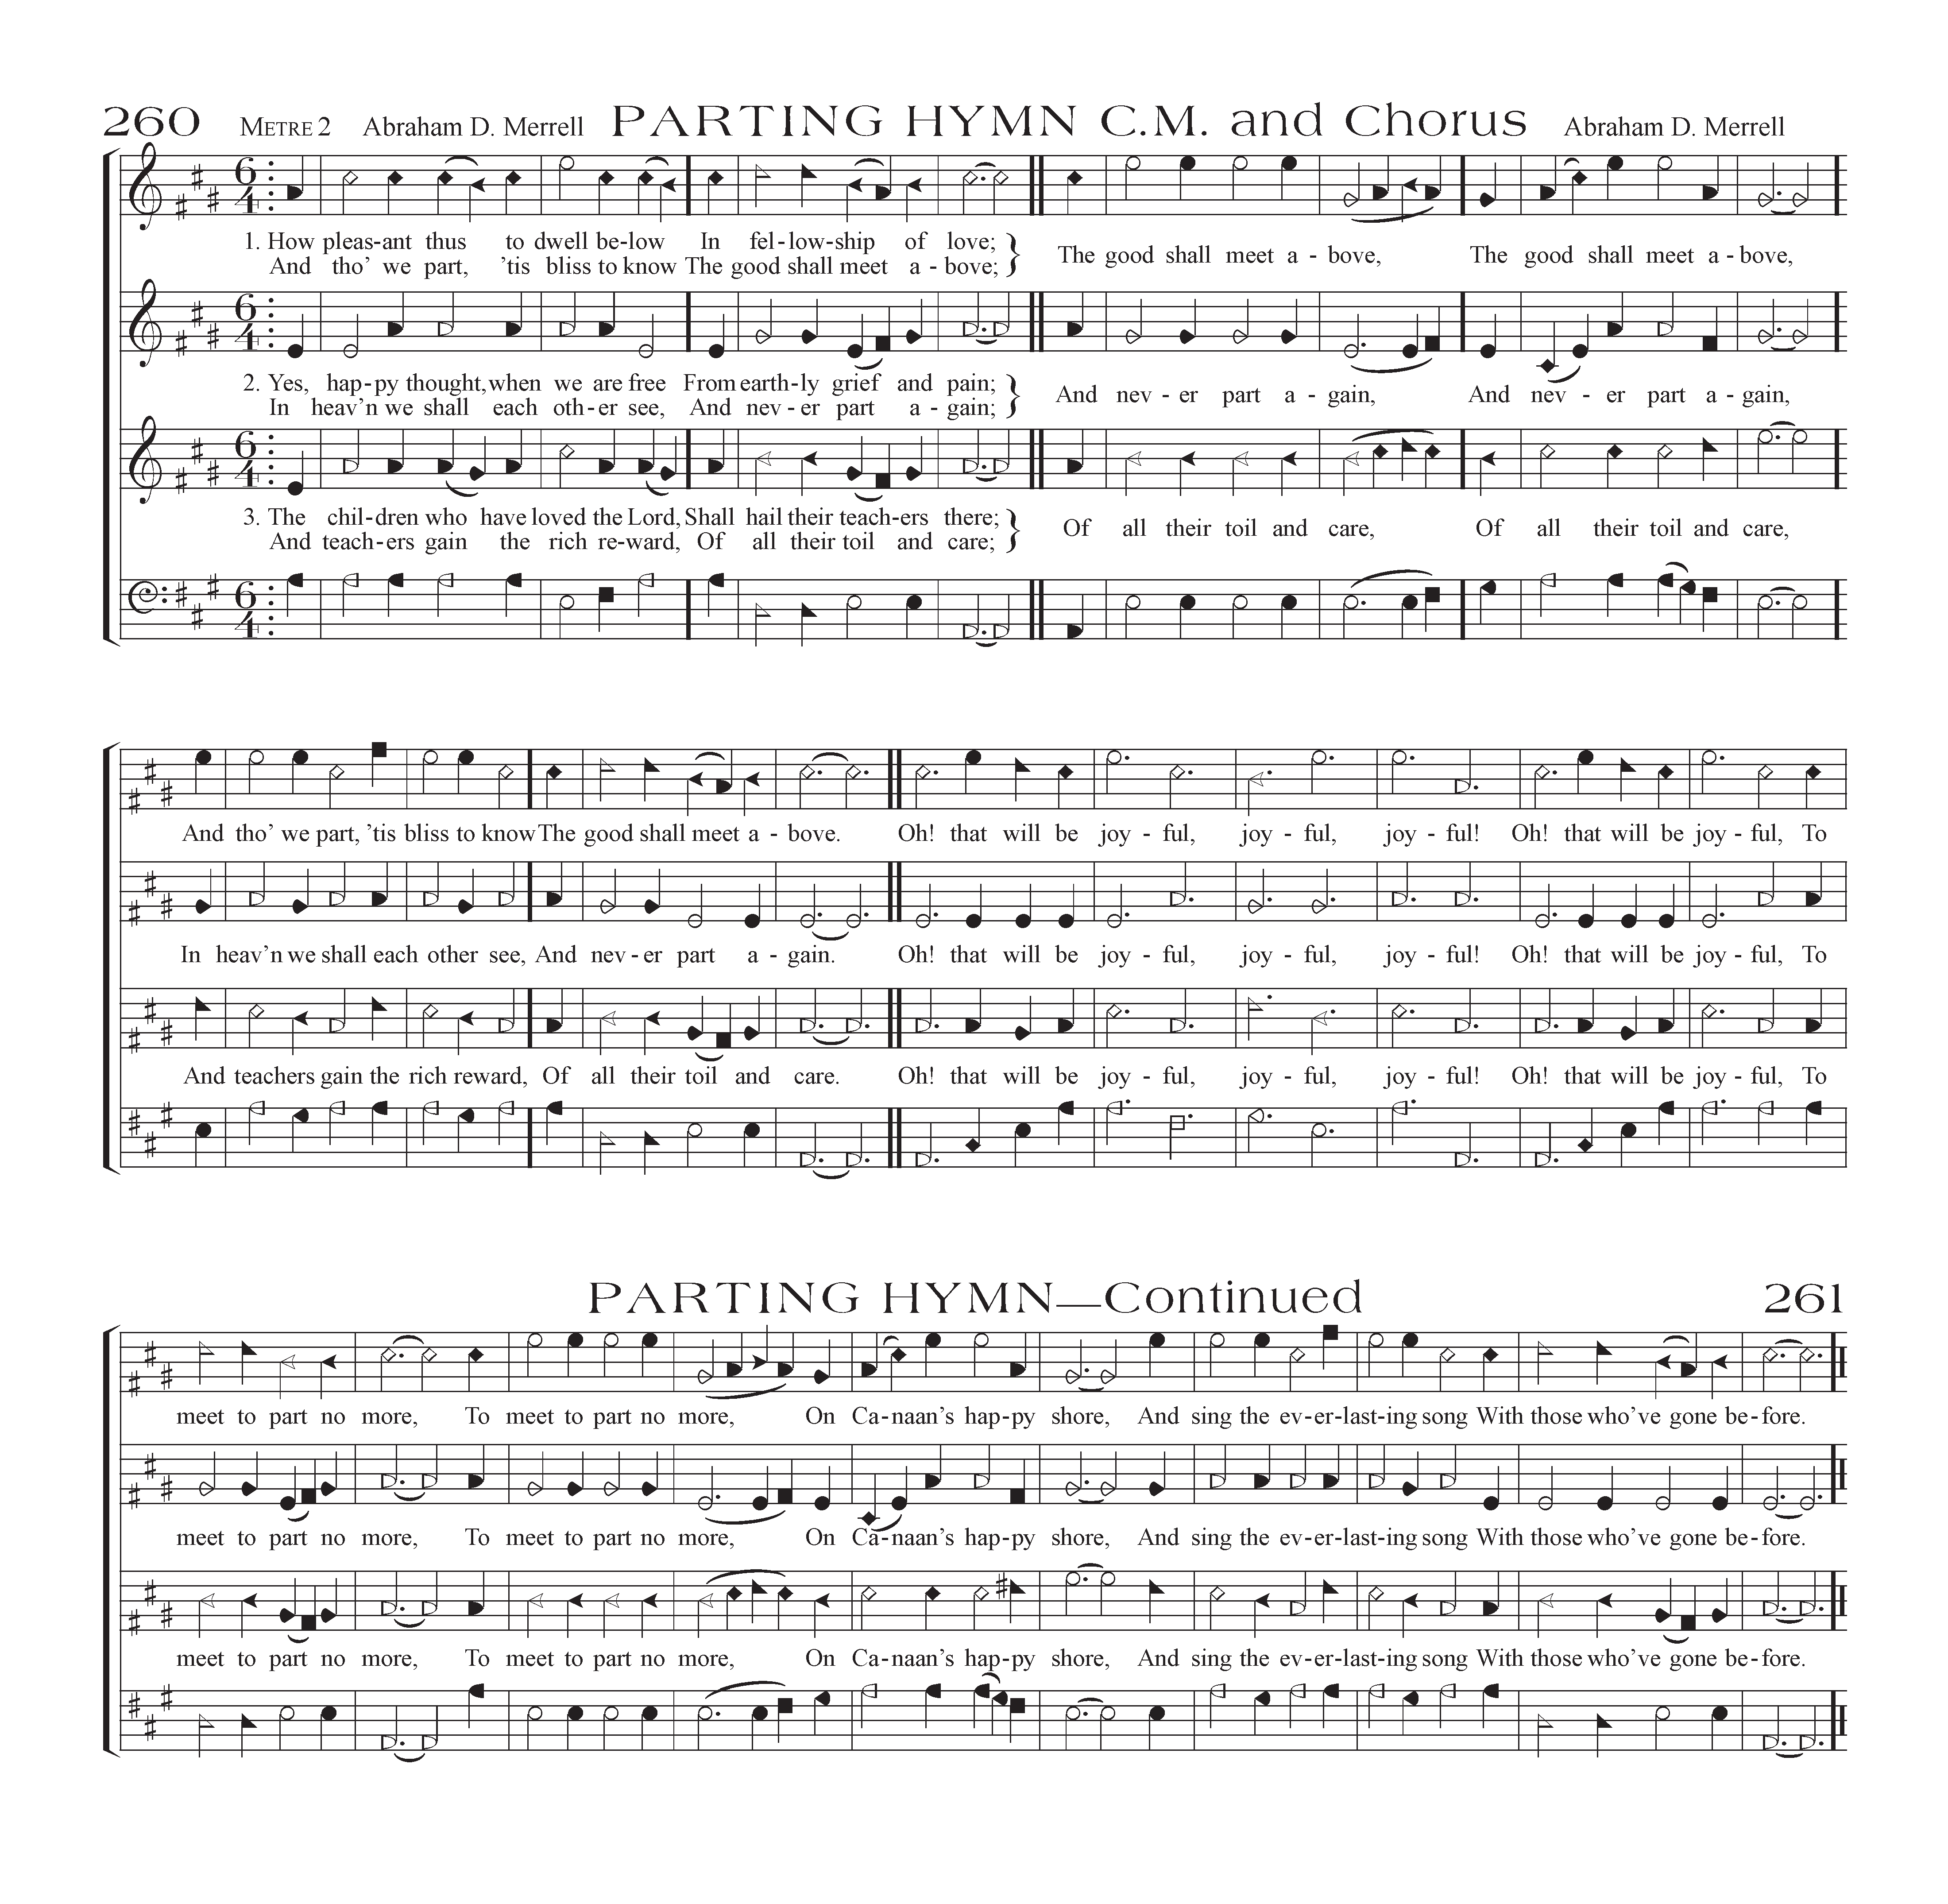 260 METRE 2 Abraham D. Merrell PARTING HYMN C.M. and Chorus Abraham D. Merrell
6 4
1. How pleas-ant thus to dwell be-low In fel-low-ship of love; } The good shall meet a-bove, The good shall meet a-bove,
And tho’ we part, ’tis bliss to know The good shall meet a-bove;
6 4
2. Yes, hap-py thought, when we are free From earth-ly grief and pain; } And nev-er part a-gain, And nev-er part a-gain,
In heav’n we shall each oth-er see, And nev-er part a-gain;
6 4
3. The chil-dren who have loved the Lord, Shall hail their teach-ers there; } Of all their toil and care, Of all their toil and care,
And teach-ers gain the rich re-ward, Of all their toil and care;
6 4
And tho’ we part, ’tis bliss to know The good shall meet a-bove. Oh! that will be joy-ful, joy-ful, joy-ful! Oh! that will be joy-ful, To
In heav’n we shall each other see, And nev-er part a-gain. Oh! that will be joy-ful, joy-ful, joy-ful! Oh! that will be joy-ful, To
And teachers gain the rich reward, Of all their toil and care. Oh! that will be joy-ful, joy-ful, joy-ful! Oh! that will be joy-ful, To
PARTING HYMN—Continued 261
meet to part no more, To meet to part no more, On Ca-naan’s hap-py shore, And sing the ev-er-last-ing song With those who’ve gone be-fore.
meet to part no more, To meet to part no more, On Ca-naan’s hap-py shore, And sing the ev-er-last-ing song With those who’ve gone be-fore.
meet to part no more, To meet to part no more, On Ca-naan’s hap-py shore, And sing the ev-er-last-ing song With those who’ve gone be-fore.